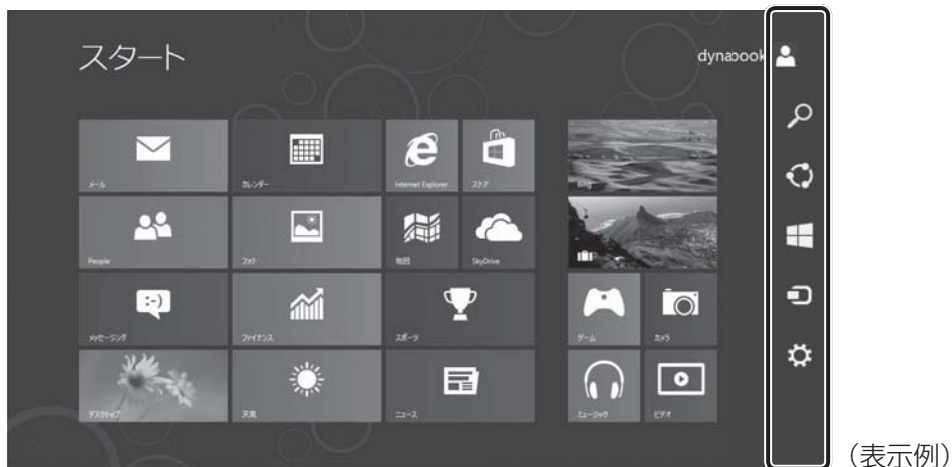 スタート
dynabook
メール
カレンダー
Internet Explorer
ストア
Bing
People
フォト
地図
SkyDrive
メッセージング
ファイナンス
スポーツ
ゲーム
カメラ
デスクトップ
天気
ニュース
ミュージック
ビデオ
（表示例）